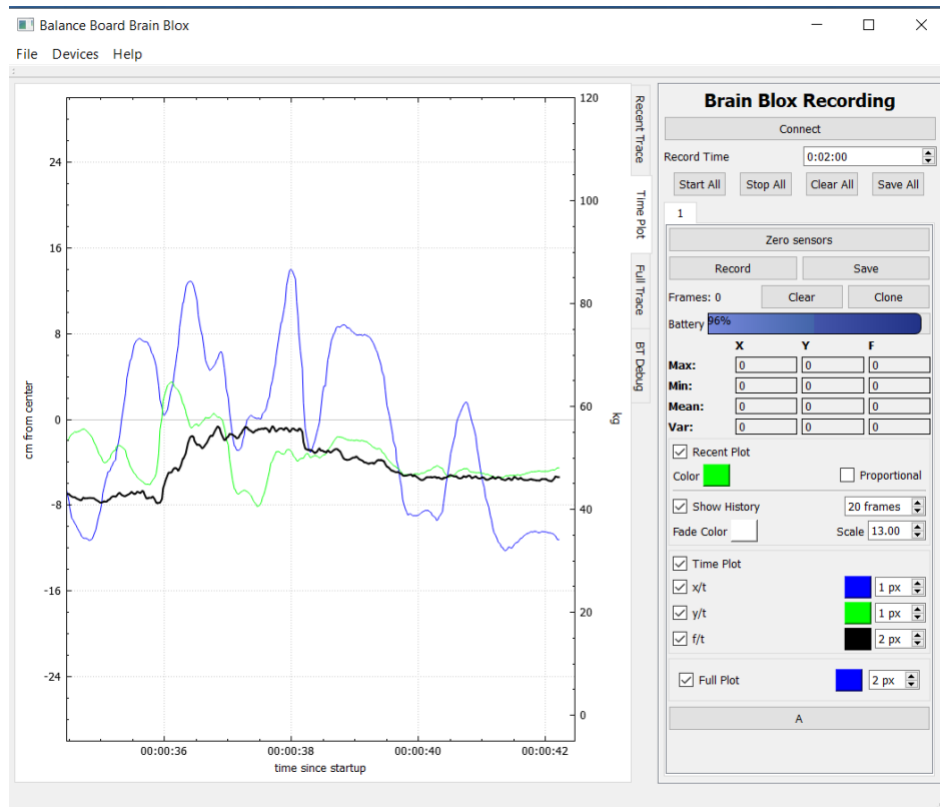 Balance Board Brain Blox
File Devices Help
24
16
8
0
-8
-16
-24
cm from center
120
100
80
60
40
20
0
kg
00:00:36 00:00:38 00:00:40 00:00:42
time since startup
Recent Trace
Time Plot
Full Trace
BT Debug
Brain Blox Recording
Connect
Record Time 0:02:00
Start All Stop All Clear All Save All
1
Zero sensors
Record Save
Frames: 0 Clear Clone
Battery 96%
X Y F
Max: 0 0 0
Min: 0 0 0
Mean: 0 0 0
Var: 0 0 0
Recent Plot
Color Proportional
Show History 20 frames
Fade Color Scale 13.00
Time Plot
x/t 1 px
y/t 1 px
f/t 2 px
Full Plot 2 px
A